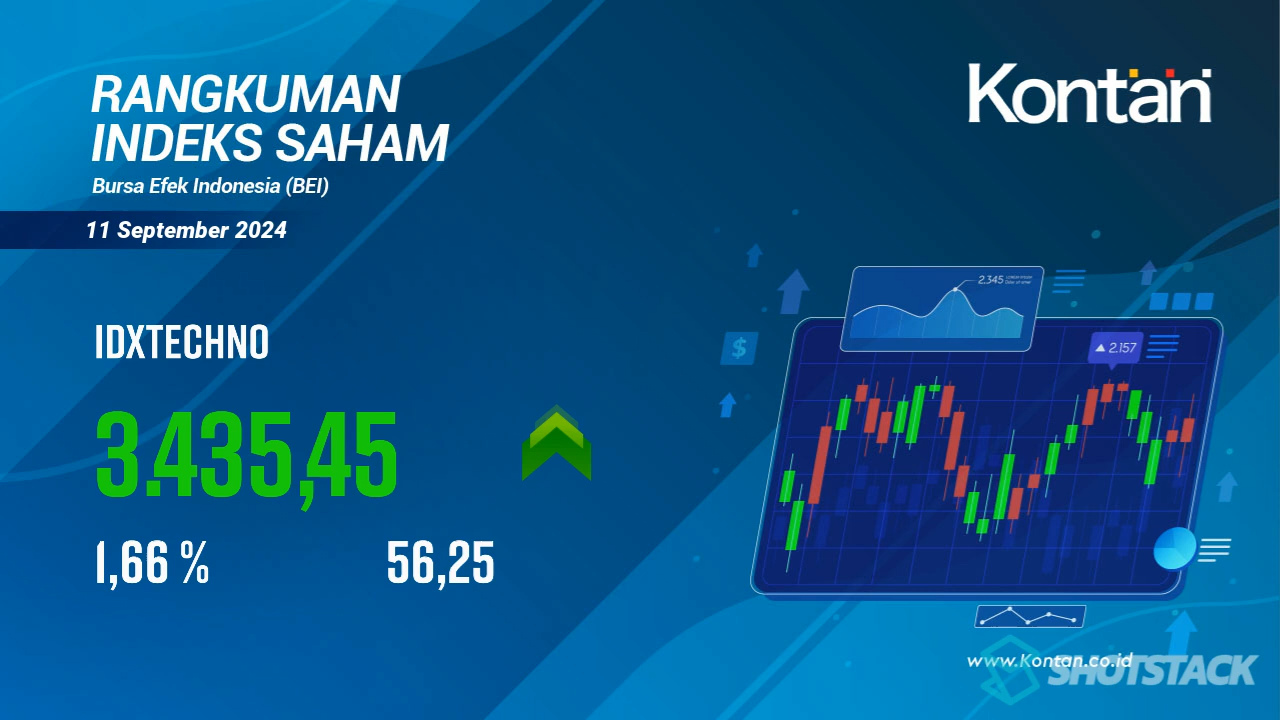 RANGKUMAN
INDEKS SAHAM
Bursa Efek Indonesia (BEI)
11 September 2024
Kontan
IDXTECHNO
3.435,45
1,66 %
56,25
2.345
2.157
$
www.Kontan.co.id
SHOTSTACK